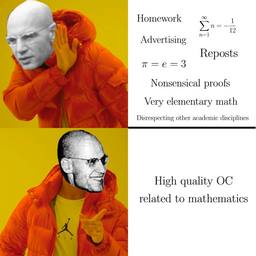 Homework
∑_{n=1}^{∞} n = -1/12
Advertising
Reposts
π = e = 3
Nonsensical proofs
Very elementary math
Disrespecting other academic disciplines
High quality OC
related to mathematics